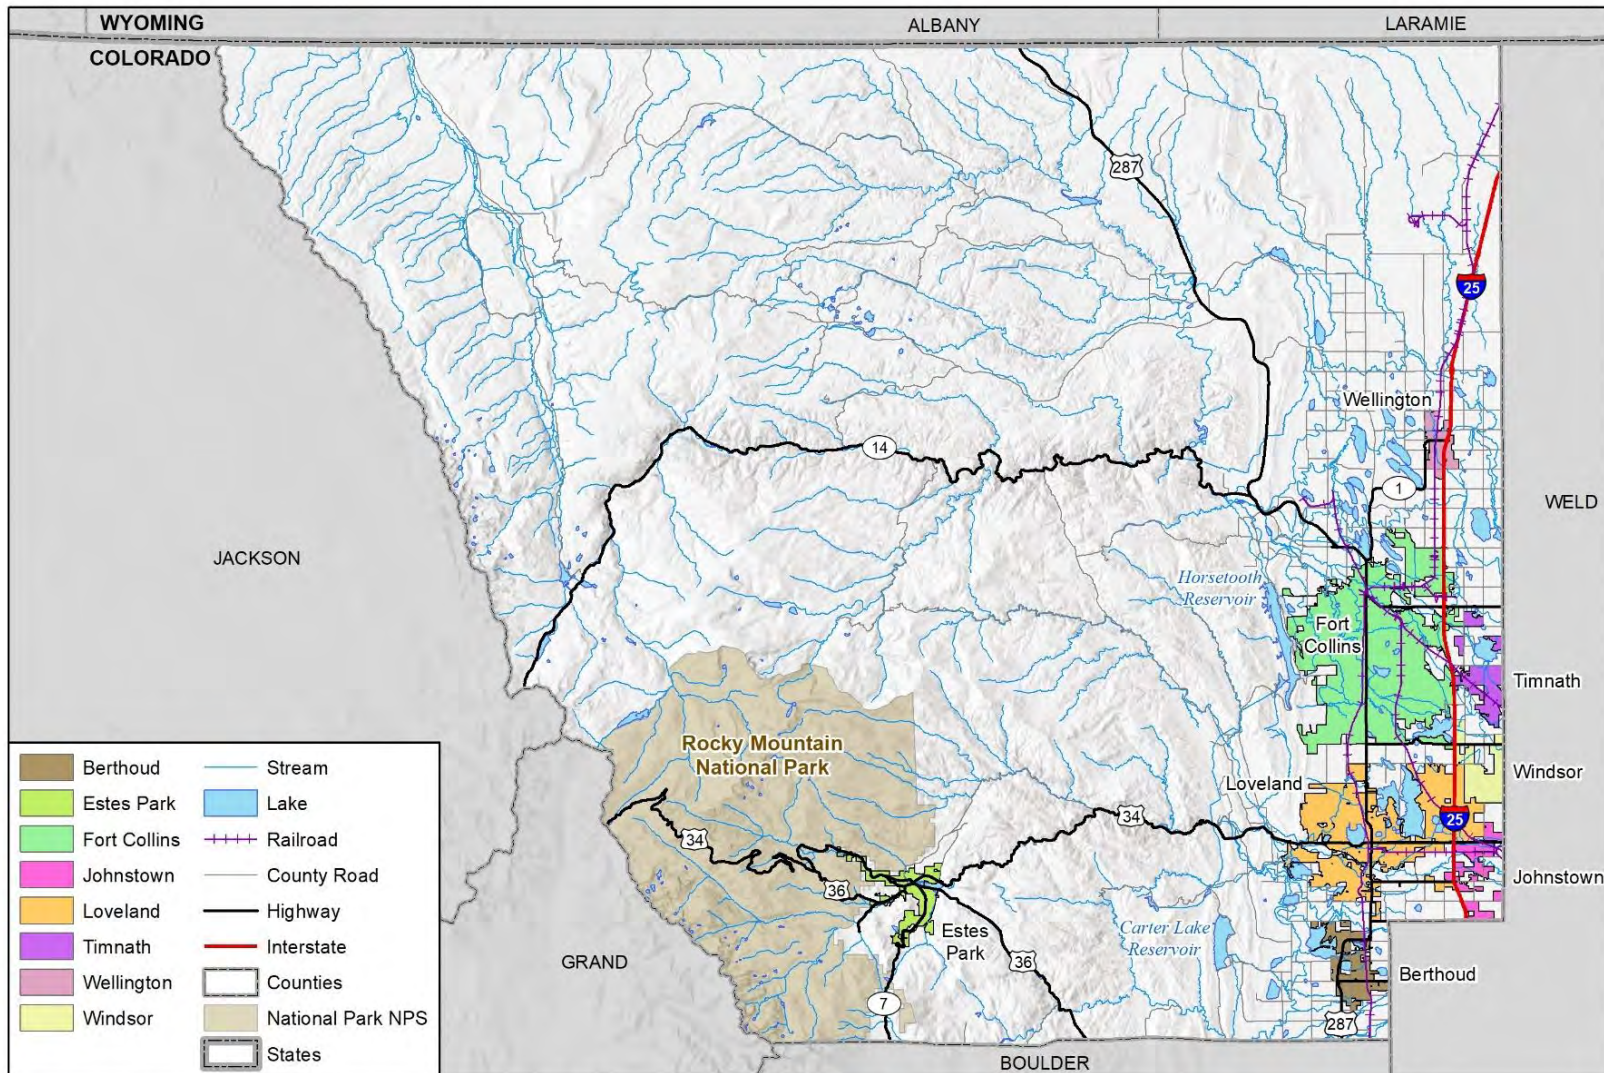 WYOMING
ALBANY
LARAMIE
COLORADO
287
25
Wellington
14
1
WELD
JACKSON
Horsetooth
Reservoir
Fort
Collins
Timnath
Rocky Mountain
National Park
Windsor
Loveland
34
25
34
36
Johnstown
Carter Lake
Reservoir
Estes
Park
36
GRAND
Berthoud
7
287
BOULDER
Berthoud
Estes Park
Fort Collins
Johnstown
Loveland
Timnath
Wellington
Windsor
Stream
Lake
Railroad
County Road
Highway
Interstate
Counties
National Park NPS
States